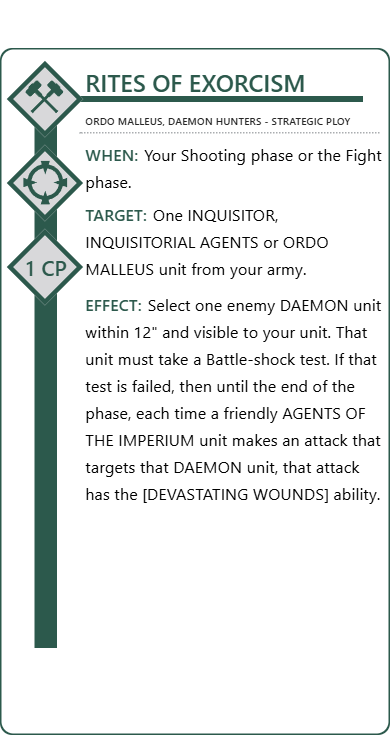 RITES OF EXORCISM
ORDO MALLEUS, DAEMON HUNTERS - STRATEGIC PLOY
WHEN: Your Shooting phase or the Fight
phase.
TARGET: One INQUISITOR,
INQUISITORIAL AGENTS or ORDO
1 CP
MALLEUS unit from your army.
EFFECT: Select one enemy DAEMON unit
within 12" and visible to your unit. That
unit must take a Battle-shock test. If that
test is failed, then until the end of the
phase, each time a friendly AGENTS OF
THE IMPERIUM unit makes an attack that
targets that DAEMON unit, that attack
has the [DEVASTATING WOUNDS] ability.